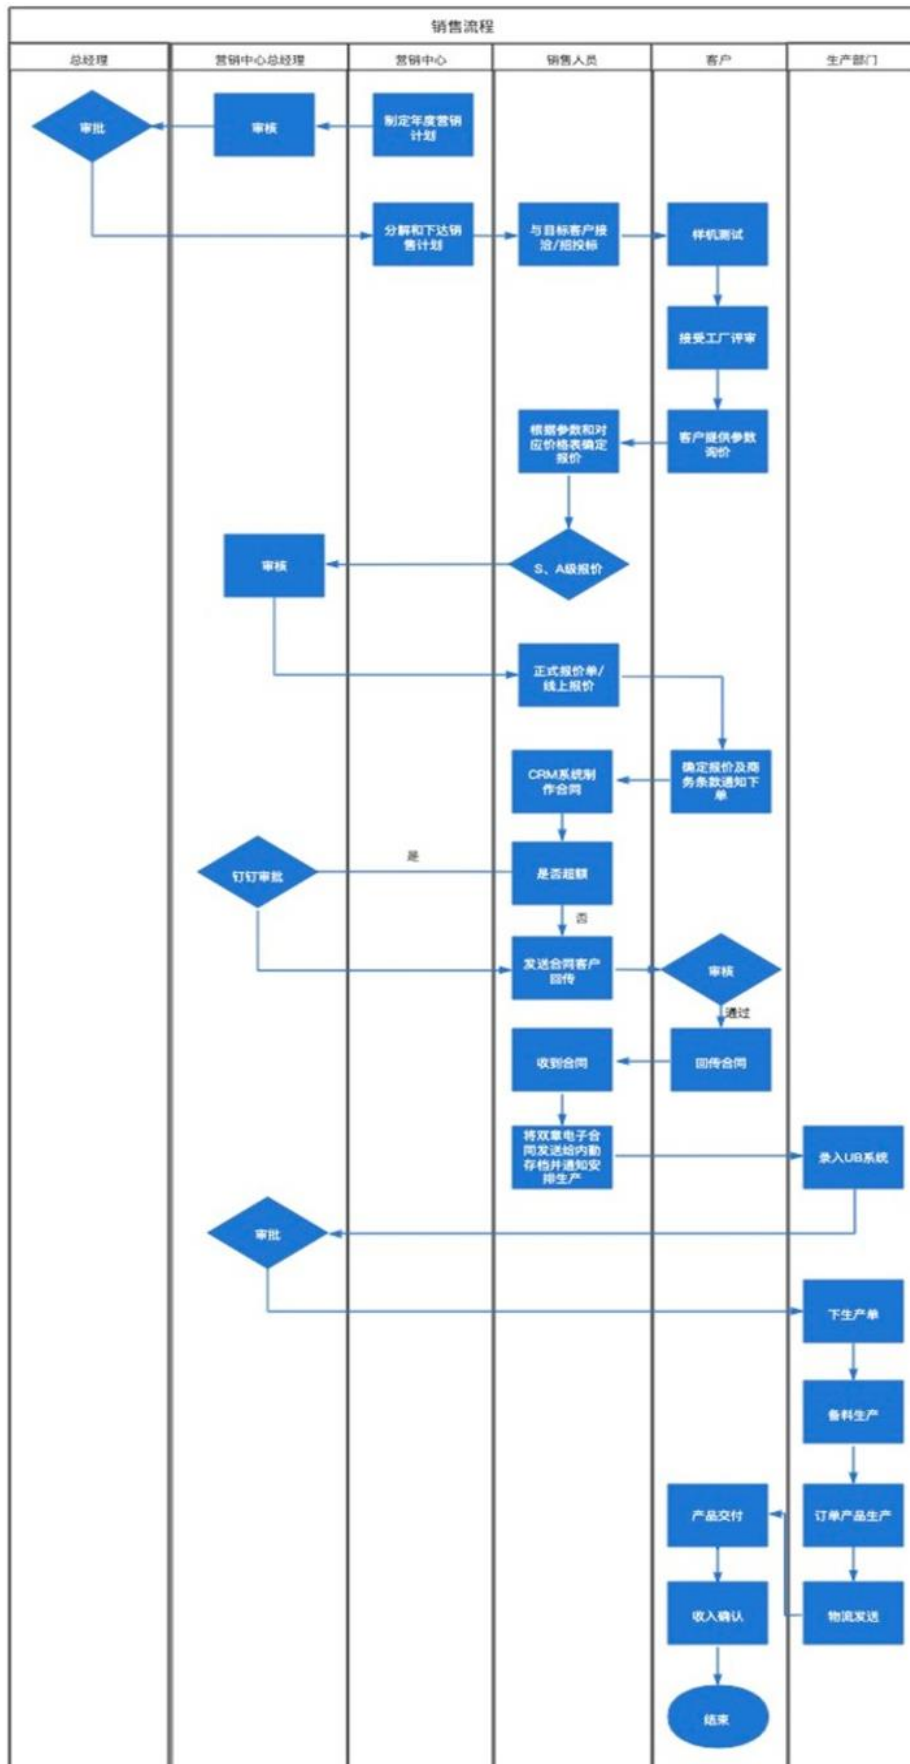 销售流程
总经理
营销中心总经理
营销中心
销售人员
客户
生产部门
审批
审核
制定年度营销
计划
分解和下达销
售计划
与目标客户接
洽/招投标
样机测试
接受工厂评审
根据参数和对
应价格表确定
报价
客户提供参数
询价
审核
S、A级报价
正式报价单/
线上报价
CRM系统制
作合同
确定报价及商
务条款通知下
单
钉钉审批
是
是否超额
否
发送合同客户
回传
审核
通过
收到合同
回传合同
将双章电子合
同发送给内勤
存档并通知安
排生产
录入UB系统
审批
下生产单
备料生产
产品交付
订单产品生产
收入确认
物流发送
结束